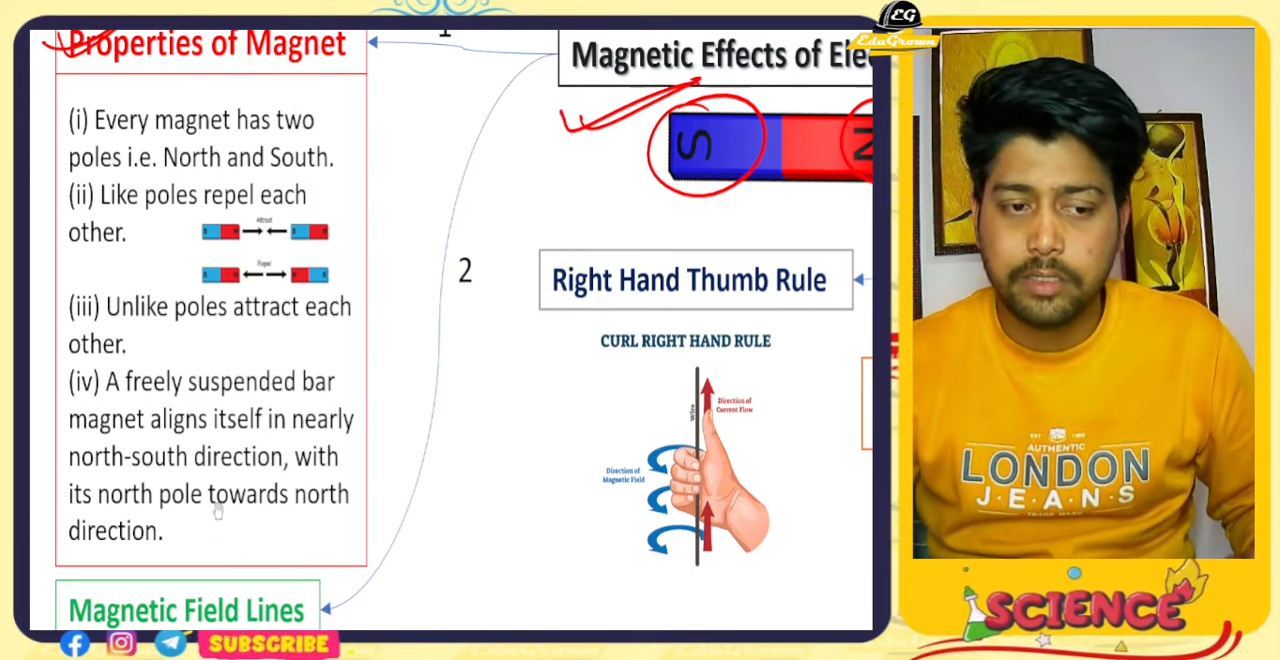 Properties of Magnet
(i) Every magnet has two
poles i.e. North and South.
(ii) Like poles repel each
other.
Attract
Repel
(iii) Unlike poles attract each
other.
(iv) A freely suspended bar
magnet aligns itself in nearly
north-south direction, with
its north pole towards north
direction.
Magnetic Field Lines
1
2
Magnetic Effects of Ele
S
N
Right Hand Thumb Rule
CURL RIGHT HAND RULE
Wire
Direction of
Current Flow
Direction of
Magnetic Field
EG
EduGrown
AUTHENTIC
LONDON
J.E.A.N.S
SCIENCE
SUBSCRIBE